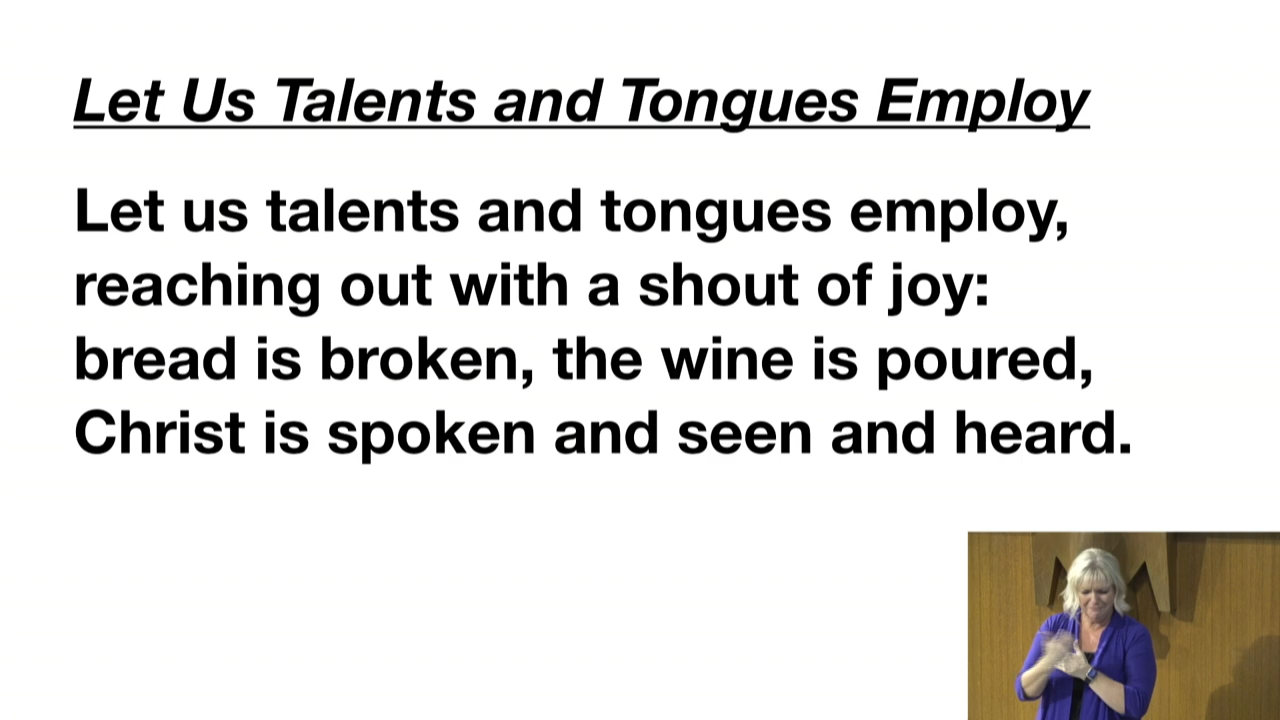 Let Us Talents and Tongues Employ
Let us talents and tongues employ,
reaching out with a shout of joy:
bread is broken, the wine is poured,
Christ is spoken and seen and heard.